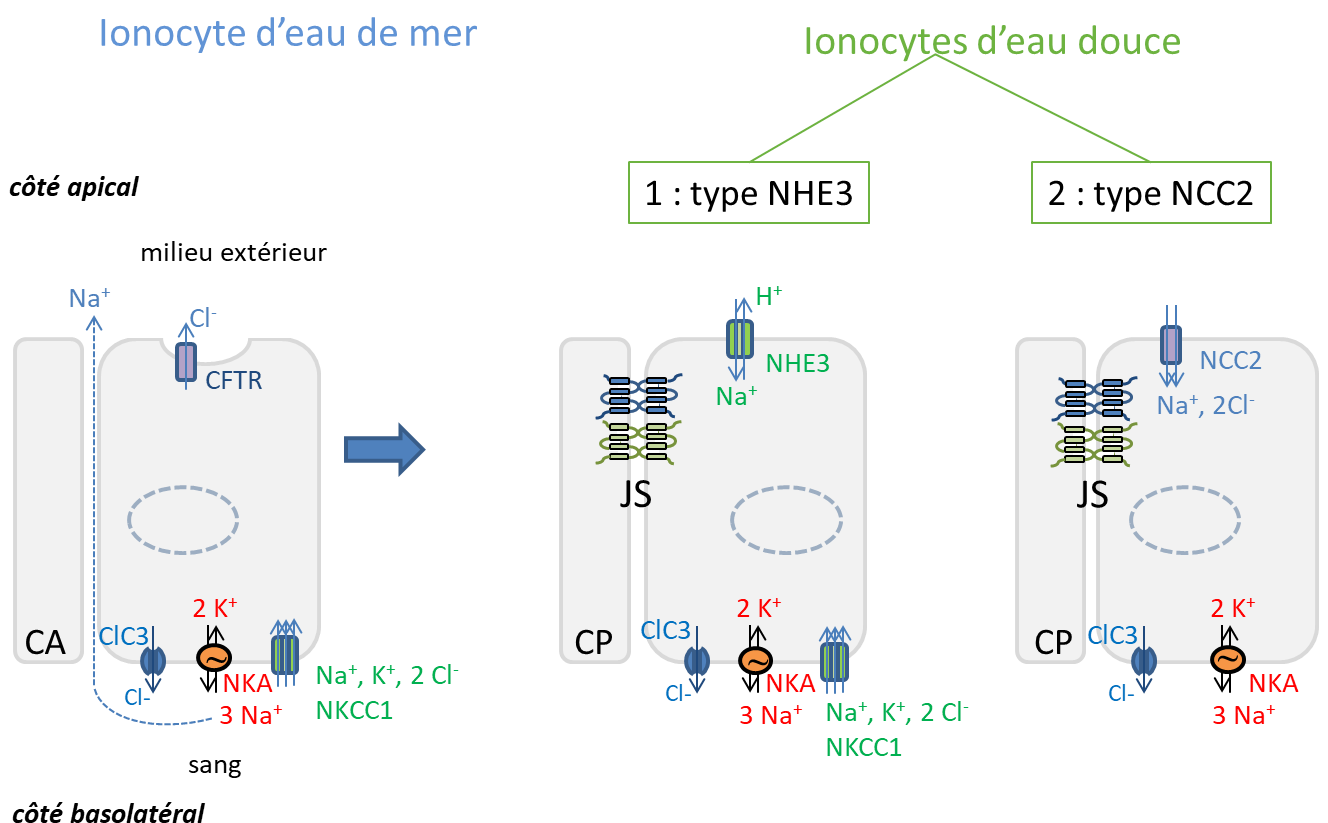 Ionocyte d'eau de mer
Ionocytes d'eau douce
côté apical
1 : type NHE3
2 : type NCC2
milieu extérieur
Na⁺
Cl⁻
CFTR
CA
ClC3
2 K⁺
Cl-
NKA
3 Na⁺
Na⁺, K⁺, 2 Cl⁻
NKCC1
sang
côté basolatéral
H⁺
NHE3
Na⁺
JS
CP
ClC3
2 K⁺
Cl-
NKA
3 Na⁺
Na⁺, K⁺, 2 Cl⁻
NKCC1
NCC2
Na⁺, 2Cl⁻
JS
CP
ClC3
2 K⁺
Cl-
NKA
3 Na⁺